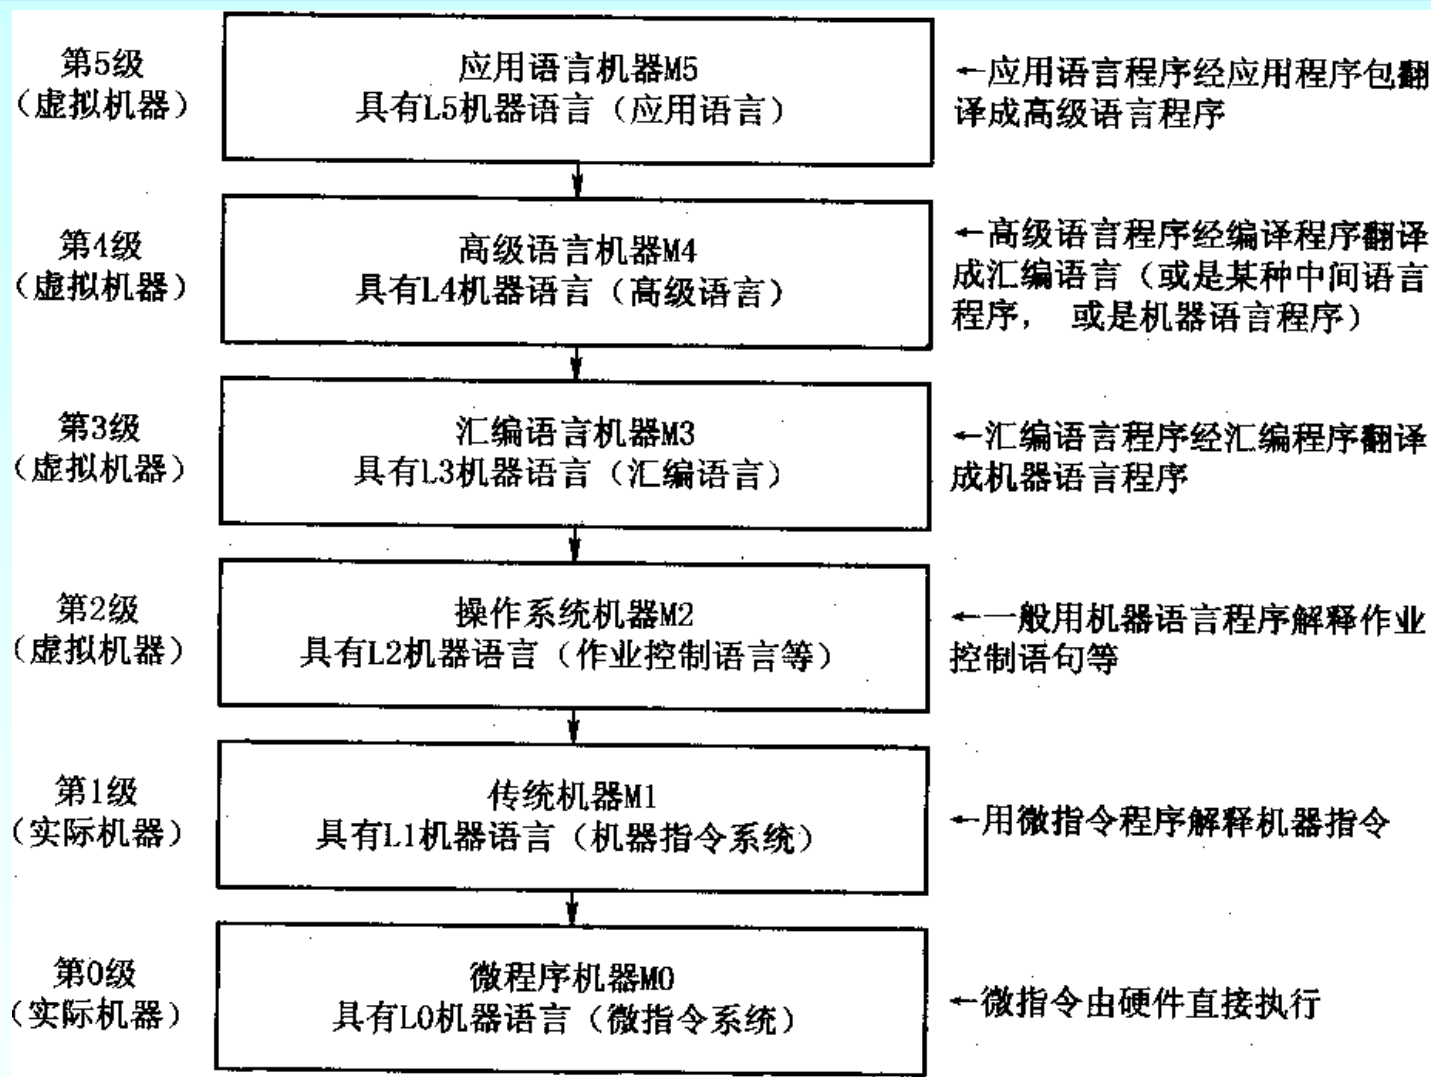 第5级
（虚拟机器）
应用语言机器M5
具有L5机器语言（应用语言）
←应用语言程序经应用程序包翻
译成高级语言程序
第4级
（虚拟机器）
高级语言机器M4
具有L4机器语言（高级语言）
←高级语言程序经编译程序翻译
成汇编语言（或是某种中间语言
程序， 或是机器语言程序）
第3级
（虚拟机器）
汇编语言机器M3
具有L3机器语言（汇编语言）
←汇编语言程序经汇编程序翻译
成机器语言程序
第2级
（虚拟机器）
操作系统机器M2
具有L2机器语言（作业控制语言等）
←一般用机器语言程序解释作业
控制语句等
第1级
（实际机器）
传统机器M1
具有L1机器语言（机器指令系统）
←用微指令程序解释机器指令
第0级
（实际机器）
微程序机器M0
具有L0机器语言（微指令系统）
←微指令由硬件直接执行